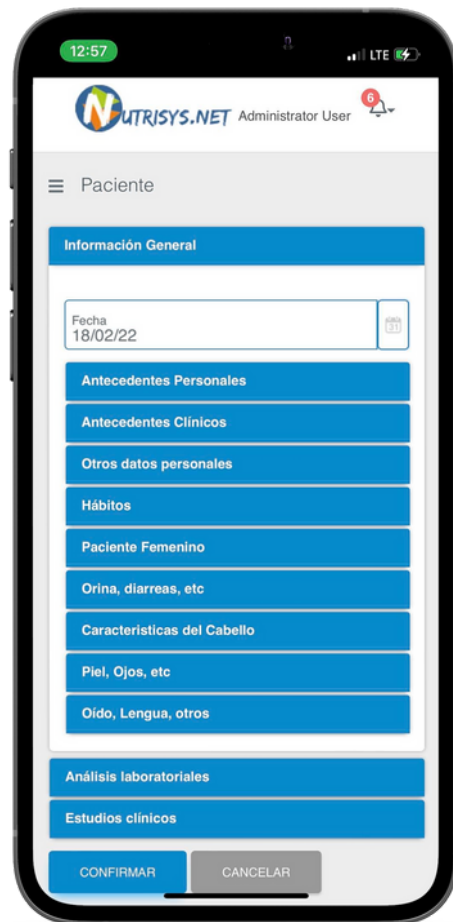 12:57
LTE
NUTRISYS.NET Administrator User 6
Paciente
Información General
Fecha
18/02/22
31
Antecedentes Personales
Antecedentes Clínicos
Otros datos personales
Hábitos
Paciente Femenino
Orina, diarreas, etc
Caracteristicas del Cabello
Piel, Ojos, etc
Oído, Lengua, otros
Análisis laboratoriales
Estudios clínicos
CONFIRMAR CANCELAR